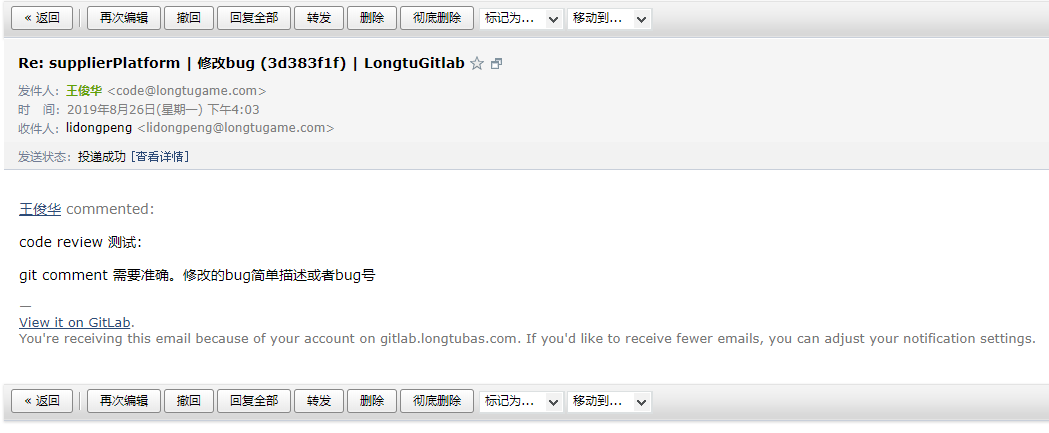 « 返回 再次编辑 撤回 回复全部 转发 删除 彻底删除 标记为... 移动到...
Re: supplierPlatform | 修改bug (3d383f1f) | LongtuGitlab
发件人: 王俊华 <code@longtugame.com>
时 间: 2019年8月26日(星期一) 下午4:03
收件人: lidongpeng <lidongpeng@longtugame.com>
发送状态: 投递成功 [查看详情]
王俊华 commented:
code review 测试:
git comment 需要准确。修改的bug简单描述或者bug号
—
View it on GitLab.
You're receiving this email because of your account on gitlab.longtubas.com. If you'd like to receive fewer emails, you can adjust your notification settings.
« 返回 再次编辑 撤回 回复全部 转发 删除 彻底删除 标记为... 移动到...